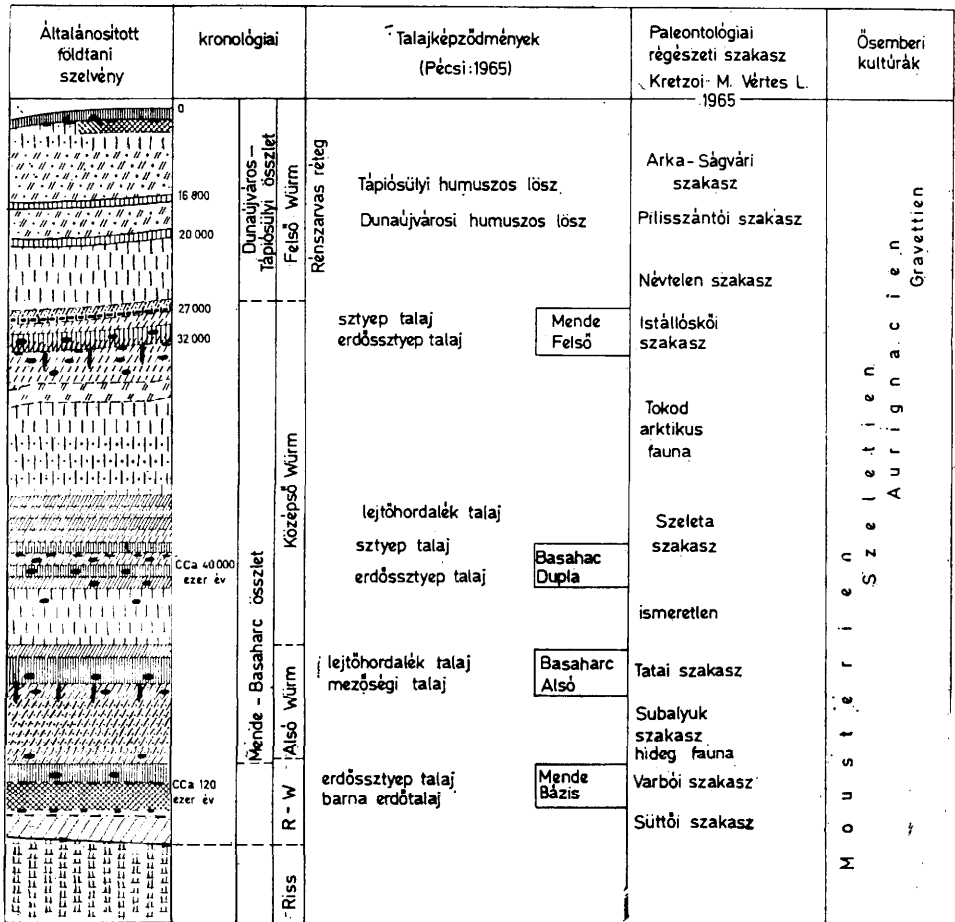 Általánosított
földtani
szelvény
kronológiai
Talajképződmények
(Pécsi:1965)
Paleontológiai
régészeti szakasz
Kretzoi M. Vértes L.
1965
Ősemberi
kultúrák
0
16 800
20 000
27 000
32 000
CCa 40 000
ezer év
CCa 120
ezer év
Dunaújváros –
Tápiósülyi összlet
Mende – Basaharc összlet
Felső Würm
Középső Würm
Alsó Würm
R - W
Riss
Rénszarvas réteg
Tápiósülyi humuszos lösz
Dunaújvárosi humuszos lösz
sztyep talaj
erdőssztyep talaj
Mende
Felső
lejtőhordalék talaj
sztyep talaj
erdőssztyep talaj
Basahac
Dupla
lejtőhordalék talaj
mezőségi talaj
Basaharc
Alsó
erdőssztyep talaj
barna erdőtalaj
Mende
Bázis
Arka-Ságvári
szakasz
Pilisszántói szakasz
Névtelen szakasz
Istállóskői
szakasz
Tokod
arktikus
fauna
Szeleta
szakasz
ismeretlen
Tatai szakasz
Subalyuk
szakasz
hideg fauna
Varbói szakasz
Süttői szakasz
Mousterien
Szeletien
Aurignacien
Gravettien